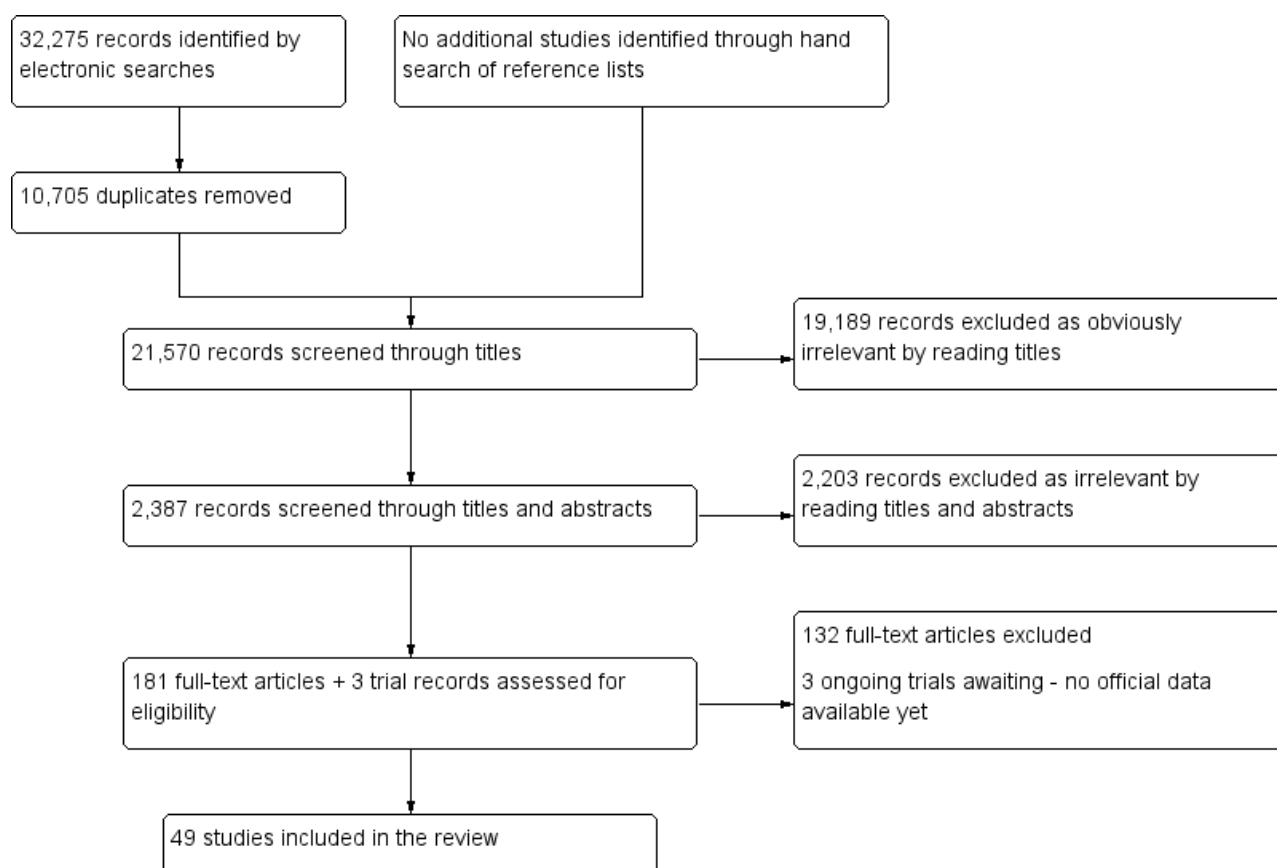 32,275 records identified by
electronic searches
No additional studies identified through hand
search of reference lists
10,705 duplicates removed
21,570 records screened through titles
19,189 records excluded as obviously
irrelevant by reading titles
2,387 records screened through titles and abstracts
2,203 records excluded as irrelevant by
reading titles and abstracts
181 full-text articles + 3 trial records assessed for
eligibility
132 full-text articles excluded
3 ongoing trials awaiting - no official data
available yet
49 studies included in the review